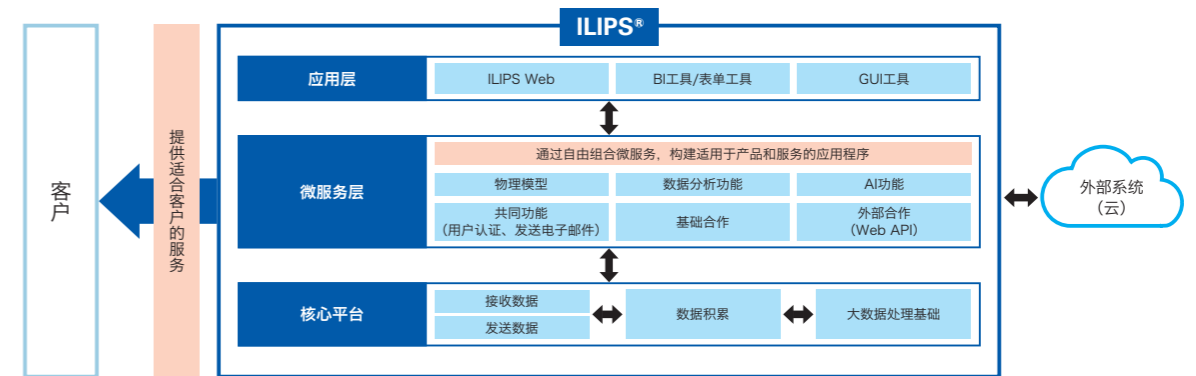 ILIPS®
客户
提供适合客户的服务
应用层
ILIPS Web
BI工具/表单工具
GUI工具
微服务层
通过自由组合微服务，构建适用于产品和服务的应用程序
物理模型
数据分析功能
AI功能
共同功能
（用户认证、发送电子邮件）
基础合作
外部合作
（Web API）
核心平台
接收数据
发送数据
数据积累
大数据处理基础
外部系统
（云）